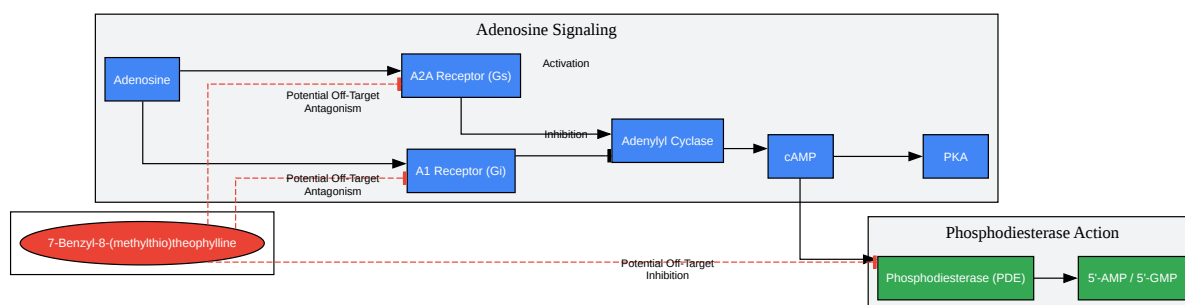 Adenosine Signaling
Adenosine
A2A Receptor (Gs)
Activation
Potential Off-Target
Antagonism
Inhibition
Adenylyl Cyclase
cAMP
PKA
A1 Receptor (Gi)
Potential Off-Target
Antagonism
7-Benzyl-8-(methylthio)theophylline
Phosphodiesterase Action
Potential Off-Target
Inhibition
Phosphodiesterase (PDE)
5'-AMP / 5'-GMP